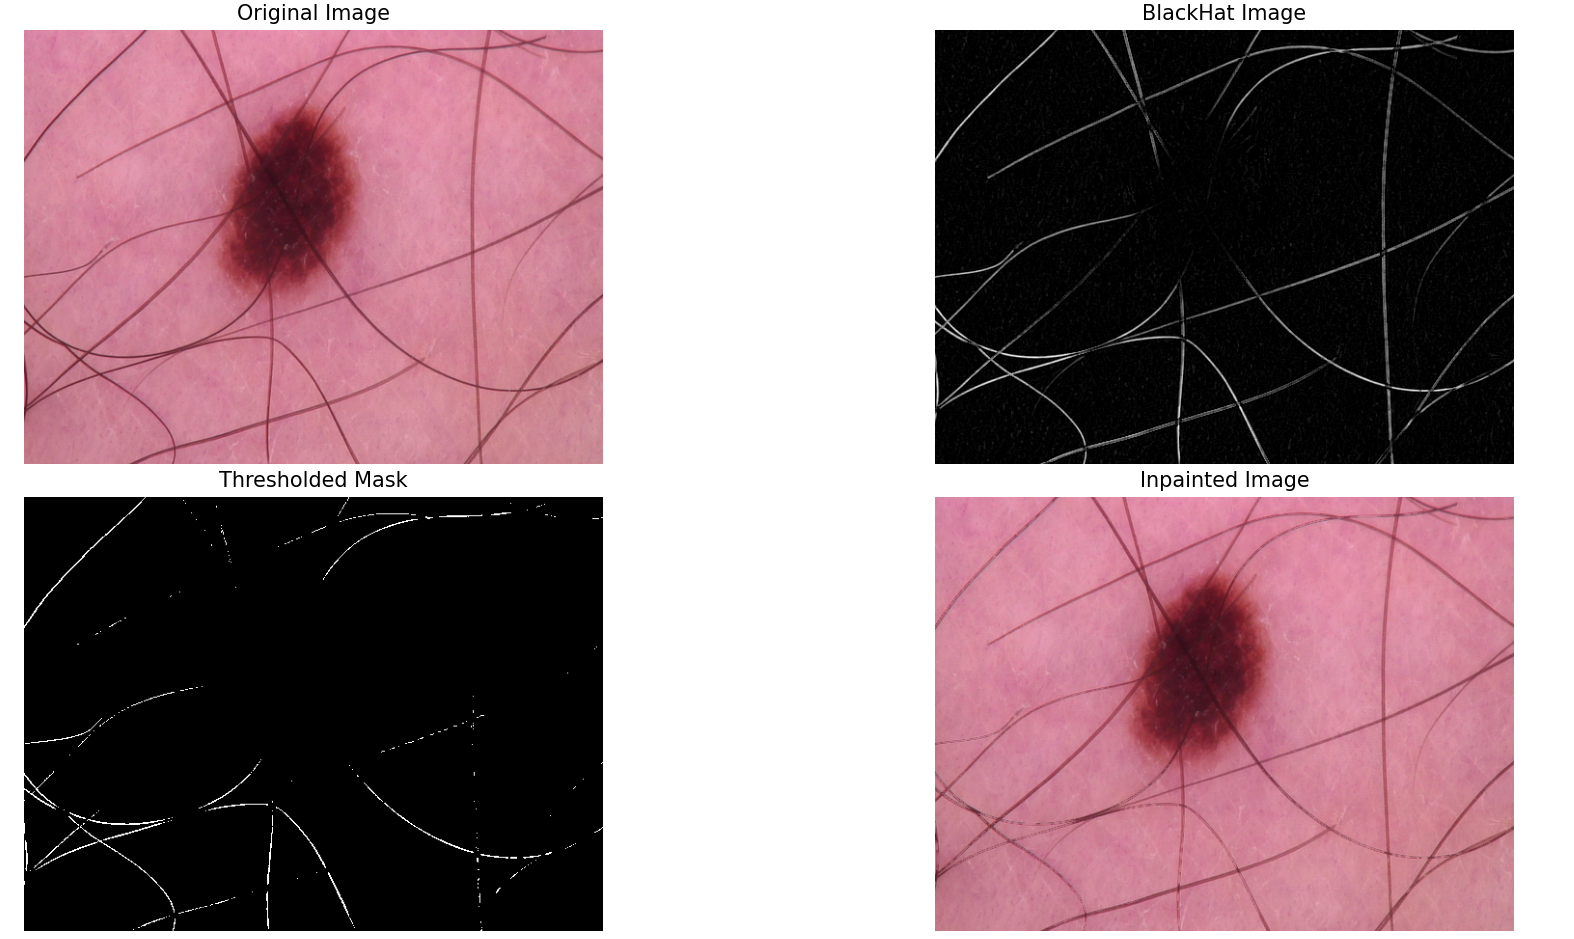 Original Image
BlackHat Image
Thresholded Mask
Inpainted Image